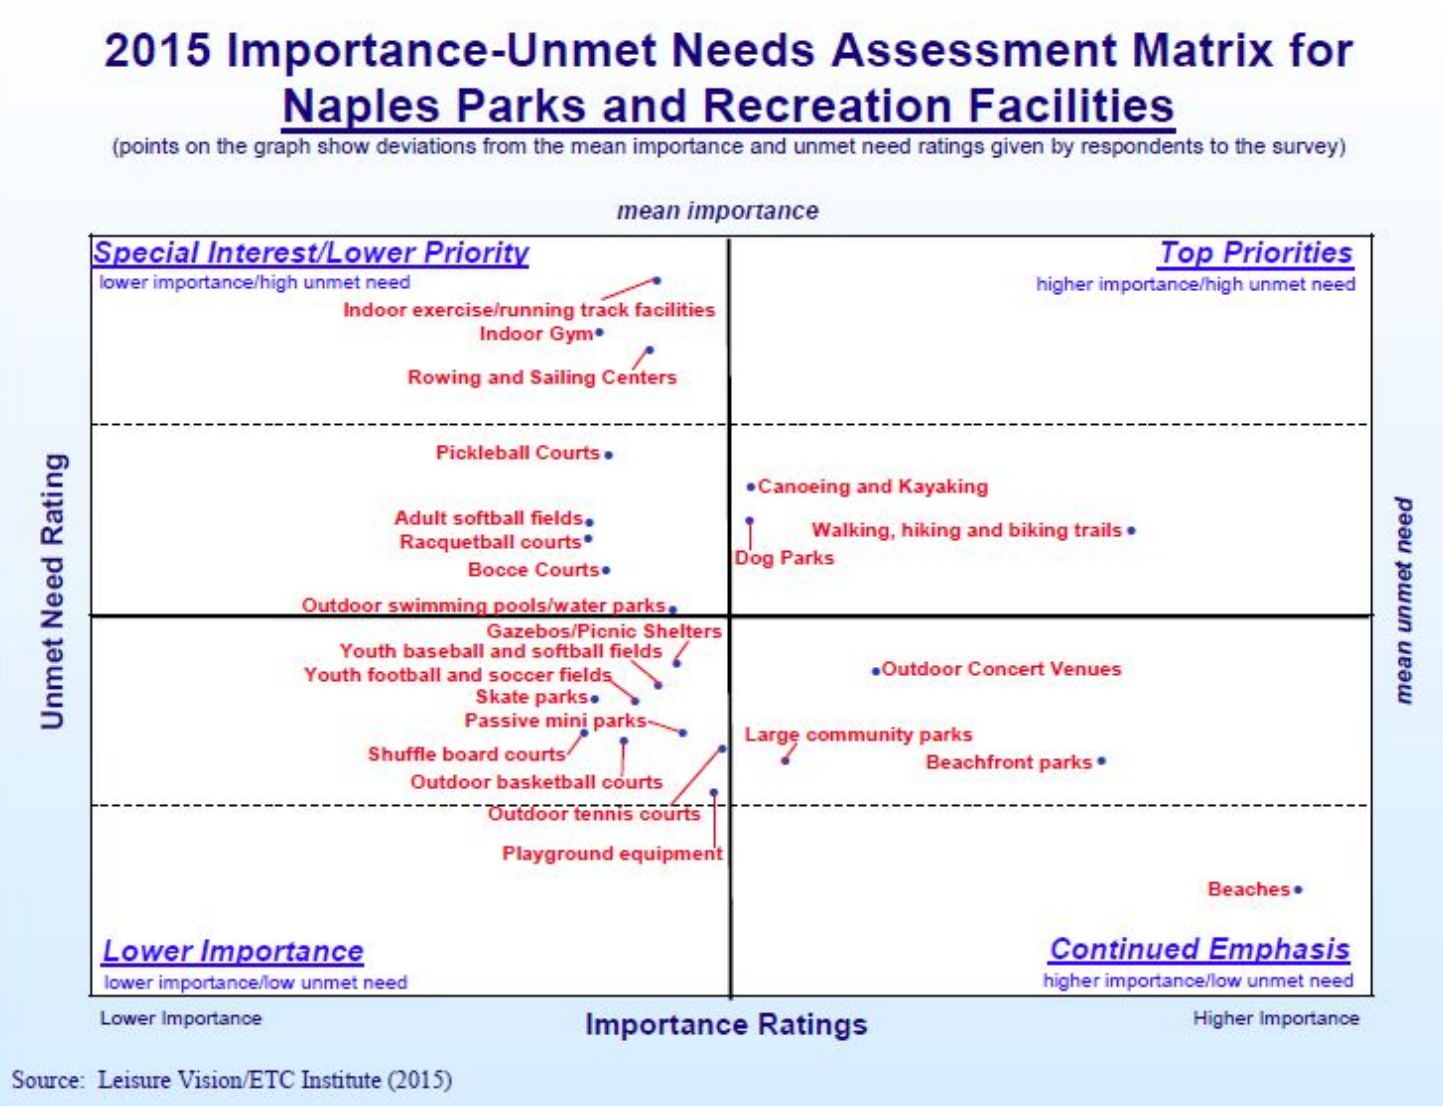 2015 Importance-Unmet Needs Assessment Matrix for
Naples Parks and Recreation Facilities
(points on the graph show deviations from the mean importance and unmet need ratings given by respondents to the survey)
mean importance
Special Interest/Lower Priority
lower importance/high unmet need
Top Priorities
higher importance/high unmet need
Indoor exercise/running track facilities
Indoor Gym
Rowing and Sailing Centers
Pickleball Courts
Canoeing and Kayaking
Adult softball fields
Walking, hiking and biking trails
Racquetball courts
Dog Parks
Bocce Courts
Outdoor swimming pools/water parks
Unmet Need Rating
mean unmet need
Gazebos/Picnic Shelters
Youth baseball and softball fields
Youth football and soccer fields
Outdoor Concert Venues
Skate parks
Passive mini parks
Large community parks
Shuffle board courts
Beachfront parks
Outdoor basketball courts
Outdoor tennis courts
Playground equipment
Beaches
Lower Importance
lower importance/low unmet need
Continued Emphasis
higher importance/low unmet need
Lower Importance
Importance Ratings
Higher Importance
Source: Leisure Vision/ETC Institute (2015)